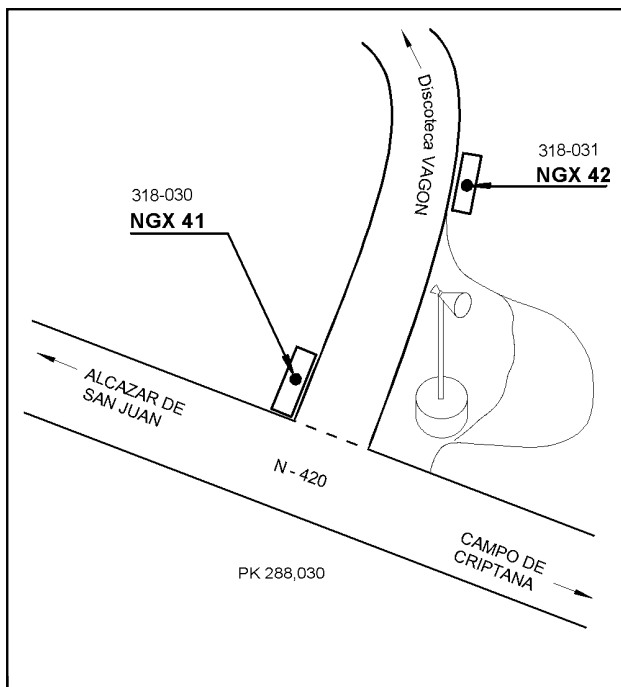 Discoteca VAGON
318-031
NGX 42
318-030
NGX 41
ALCAZAR DE
SAN JUAN
N - 420
CAMPO DE
CRIPTANA
PK 288,030